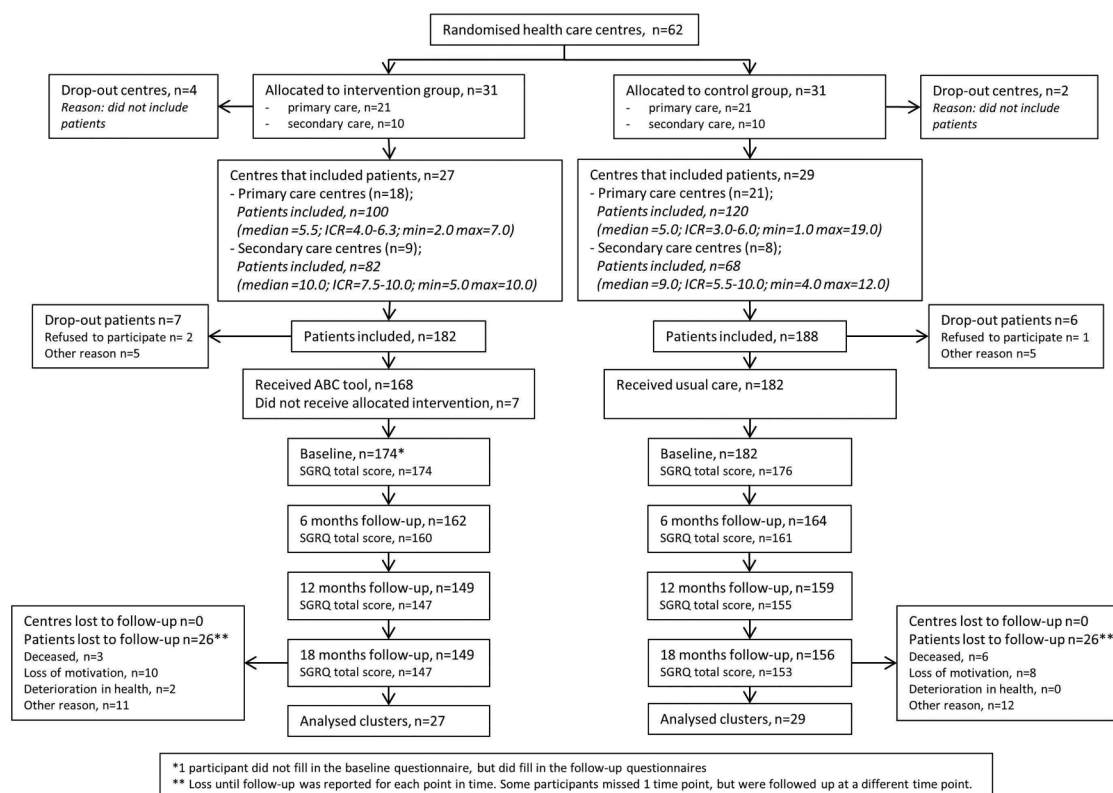 Randomised health care centres, n=62
Drop-out centres, n=4
Reason: did not include
patients
Allocated to intervention group, n=31
- primary care, n=21
- secondary care, n=10
Allocated to control group, n=31
- primary care, n=21
- secondary care, n=10
Drop-out centres, n=2
Reason: did not include
patients
Centres that included patients, n=27
- Primary care centres (n=18);
Patients included, n=100
(median =5.5; ICR=4.0-6.3; min=2.0 max=7.0)
- Secondary care centres (n=9);
Patients included, n=82
(median =10.0; ICR=7.5-10.0; min=5.0 max=10.0)
Centres that included patients, n=29
- Primary care centres (n=21);
Patients included, n=120
(median =5.0; ICR=3.0-6.0; min=1.0 max=19.0)
- Secondary care centres (n=8);
Patients included, n=68
(median =9.0; ICR=5.5-10.0; min=4.0 max=12.0)
Drop-out patients n=7
Refused to participate n= 2
Other reason n=5
Patients included, n=182
Patients included, n=188
Drop-out patients n=6
Refused to participate n= 1
Other reason n=5
Received ABC tool, n=168
Did not receive allocated intervention, n=7
Received usual care, n=182
Baseline, n=174*
SGRQ total score, n=174
Baseline, n=182
SGRQ total score, n=176
6 months follow-up, n=162
SGRQ total score, n=160
6 months follow-up, n=164
SGRQ total score, n=161
12 months follow-up, n=149
SGRQ total score, n=147
12 months follow-up, n=159
SGRQ total score, n=155
Centres lost to follow-up n=0
Patients lost to follow-up n=26**
Deceased, n=3
Loss of motivation, n=10
Deterioration in health, n=2
Other reason, n=11
18 months follow-up, n=149
SGRQ total score, n=147
18 months follow-up, n=156
SGRQ total score, n=153
Centres lost to follow-up n=0
Patients lost to follow-up, n=26**
Deceased, n=6
Loss of motivation, n=8
Deterioration in health, n=0
Other reason, n=12
Analysed clusters, n=27
Analysed clusters, n=29
*1 participant did not fill in the baseline questionnaire, but did fill in the follow-up questionnaires
** Loss until follow-up was reported for each point in time. Some participants missed 1 time point, but were followed up at a different time point.